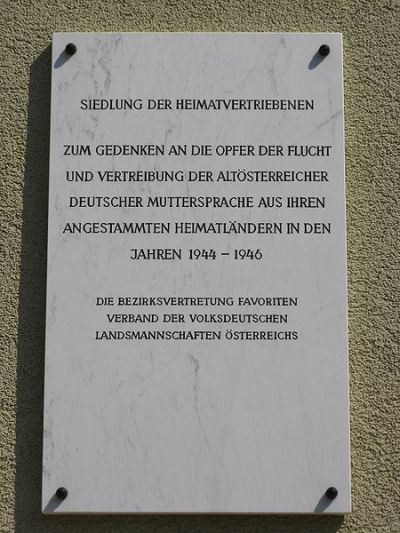 SIEDLUNG DER HEIMATVERTRIEBENEN
ZUM GEDENKEN AN DIE OPFER DER FLUCHT
UND VERTREIBUNG DER ALTÖSTERREICHER
DEUTSCHER MUTTERSPRACHE AUS IHREN
ANGESTAMMTEN HEIMATLÄNDERN IN DEN
JAHREN 1944 – 1946
DIE BEZIRKSVERTRETUNG FAVORITEN
VERBAND DER VOLKSDEUTSCHEN
LANDSMANNSCHAFTEN ÖSTERREICHS